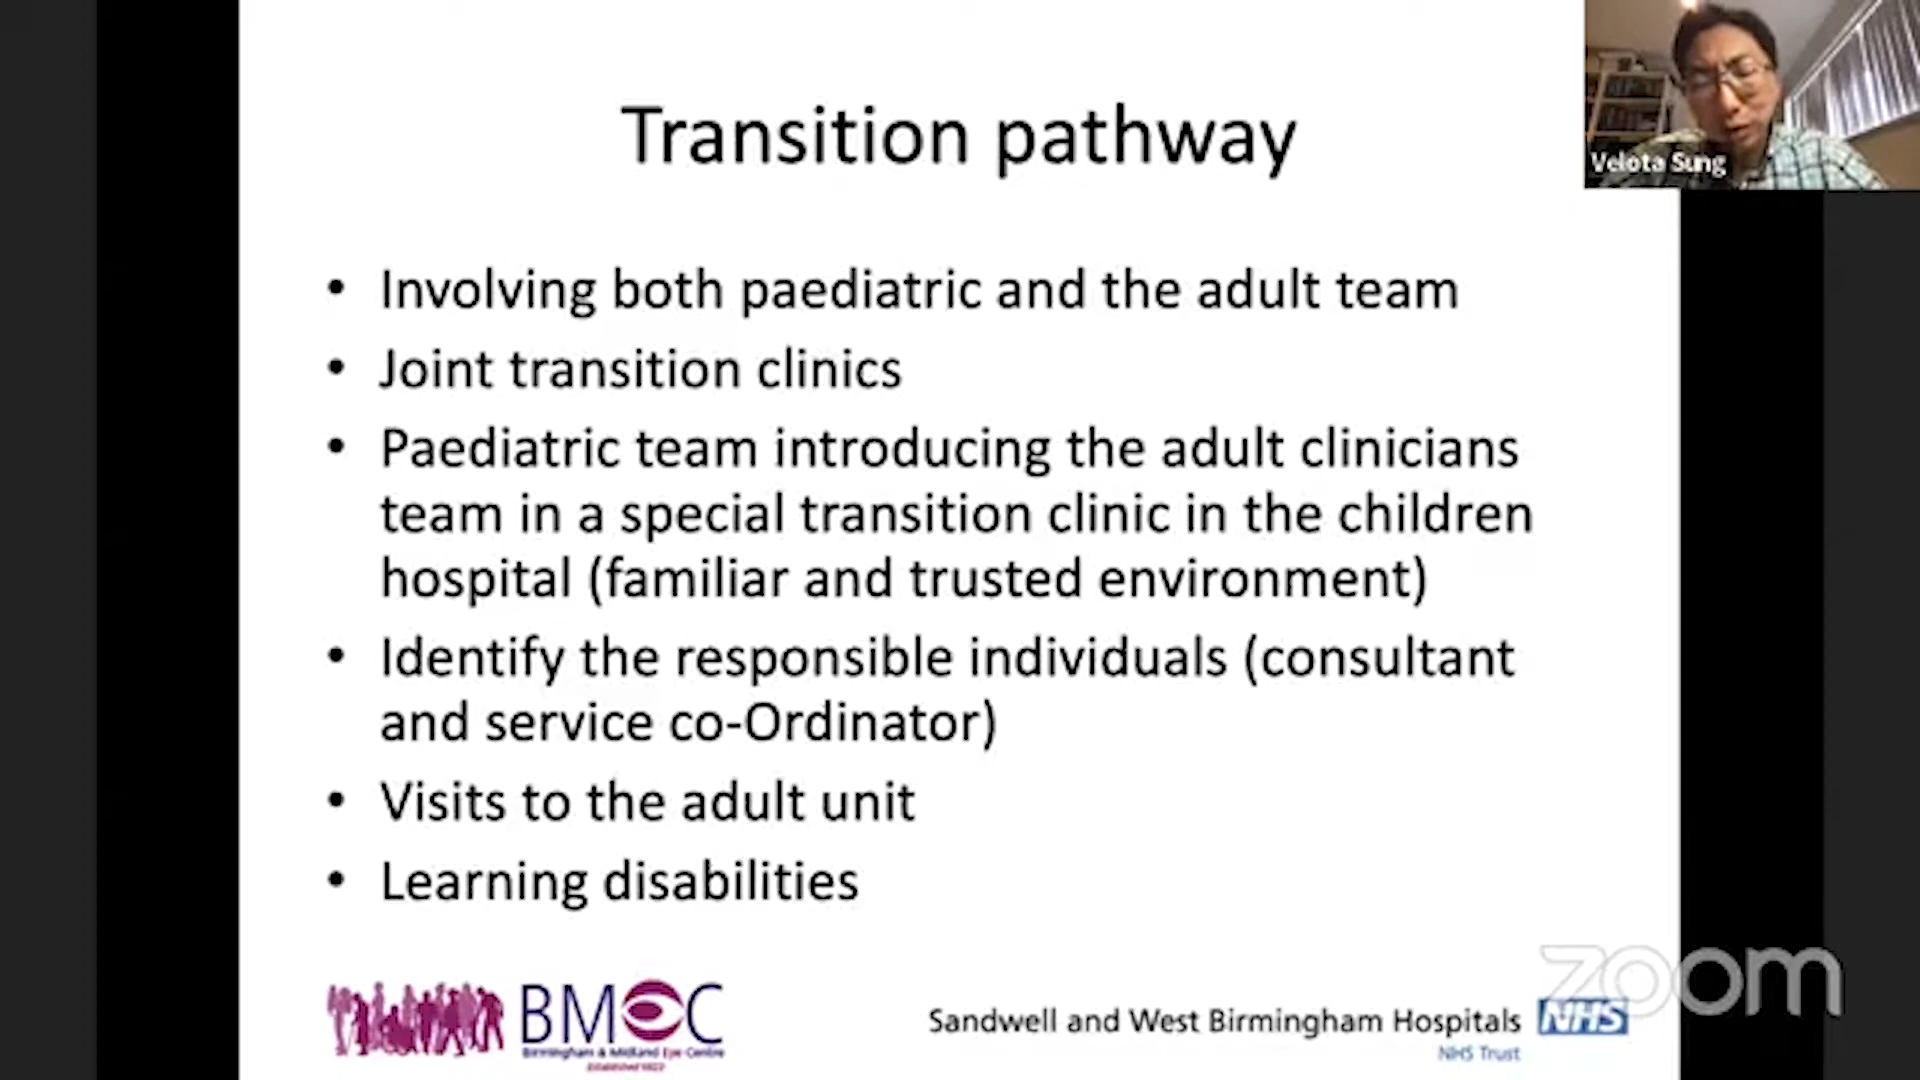 Transition pathway
Velota Sung
• Involving both paediatric and the adult team
• Joint transition clinics
• Paediatric team introducing the adult clinicians
team in a special transition clinic in the children
hospital (familiar and trusted environment)
• Identify the responsible individuals (consultant
and service co-Ordinator)
• Visits to the adult unit
• Learning disabilities
zoom
BMEC
Birmingham & Midland Eye Centre
Sandwell and West Birmingham Hospitals NHS
NHS Trust